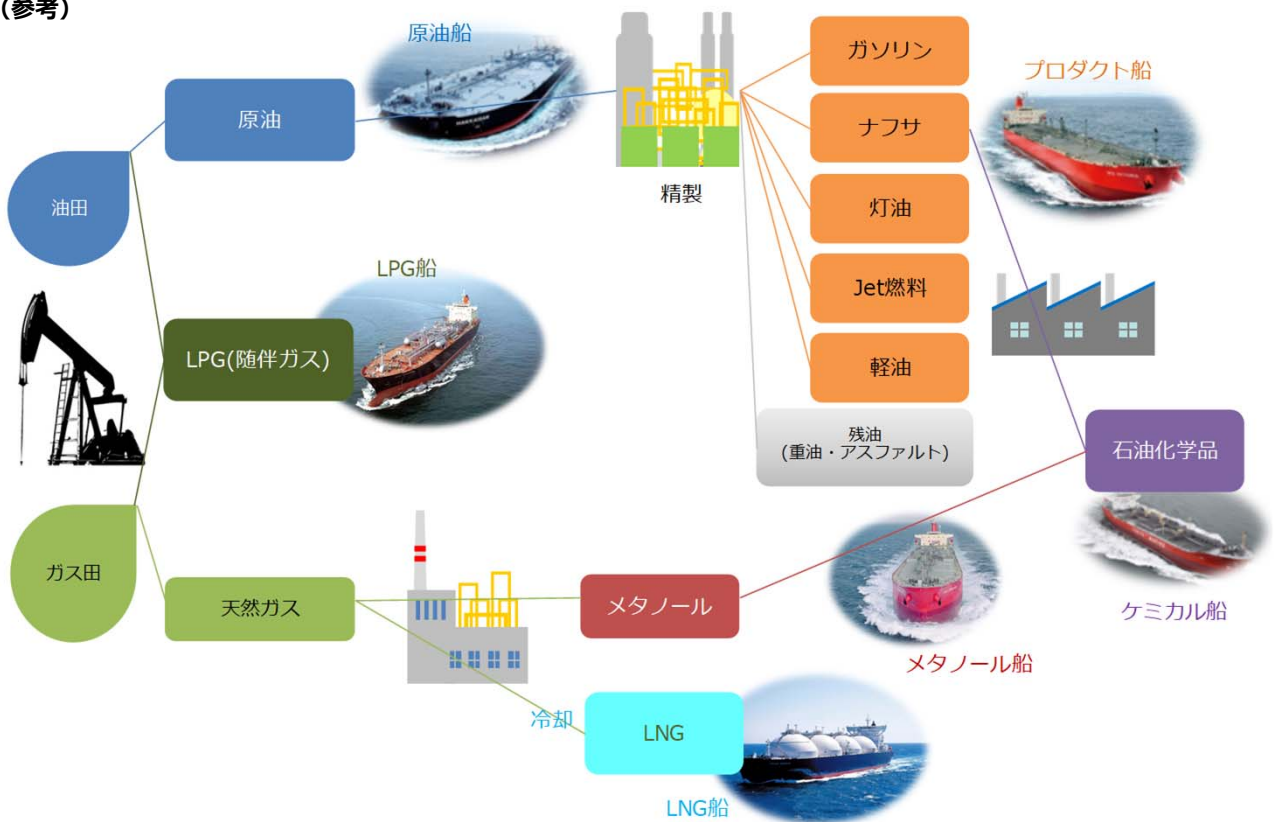 (参考)
原油船
原油
ガソリン
プロダクト船
ナフサ
精製
油田
灯油
LPG船
Jet燃料
LPG(随伴ガス)
軽油
残油
(重油・アスファルト)
石油化学品
ガス田
天然ガス
メタノール
ケミカル船
メタノール船
冷却
LNG
LNG船